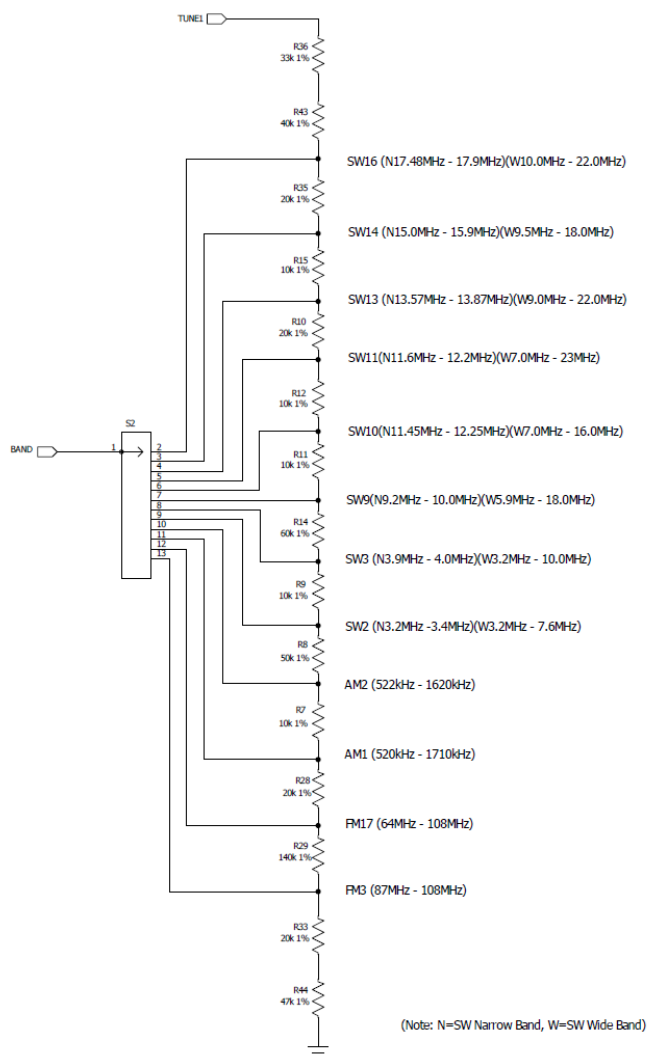 TUNE1
R36
33k 1%
R43
40k 1%
SW16 (N17.48MHz - 17.9MHz)(W10.0MHz - 22.0MHz)
R35
20k 1%
SW14 (N15.0MHz - 15.9MHz)(W9.5MHz - 18.0MHz)
R15
10k 1%
SW13 (N13.57MHz - 13.87MHz)(W9.0MHz - 22.0MHz)
R10
20k 1%
SW11(N11.6MHz - 12.2MHz)(W7.0MHz - 23MHz)
R12
10k 1%
S2
SW10(N11.45MHz - 12.25MHz)(W7.0MHz - 16.0MHz)
BAND
1
2
3
4
5
6
7
8
9
10
11
12
13
R11
10k 1%
SW9(N9.2MHz - 10.0MHz)(W5.9MHz - 18.0MHz)
R14
60k 1%
SW3 (N3.9MHz - 4.0MHz)(W3.2MHz - 10.0MHz)
R9
10k 1%
SW2 (N3.2MHz -3.4MHz)(W3.2MHz - 7.6MHz)
R8
50k 1%
AM2 (522kHz - 1620kHz)
R7
10k 1%
AM1 (520kHz - 1710kHz)
R28
20k 1%
FM17 (64MHz - 108MHz)
R29
140k 1%
FM3 (87MHz - 108MHz)
R33
20k 1%
R44
47k 1%
(Note: N=SW Narrow Band, W=SW Wide Band)